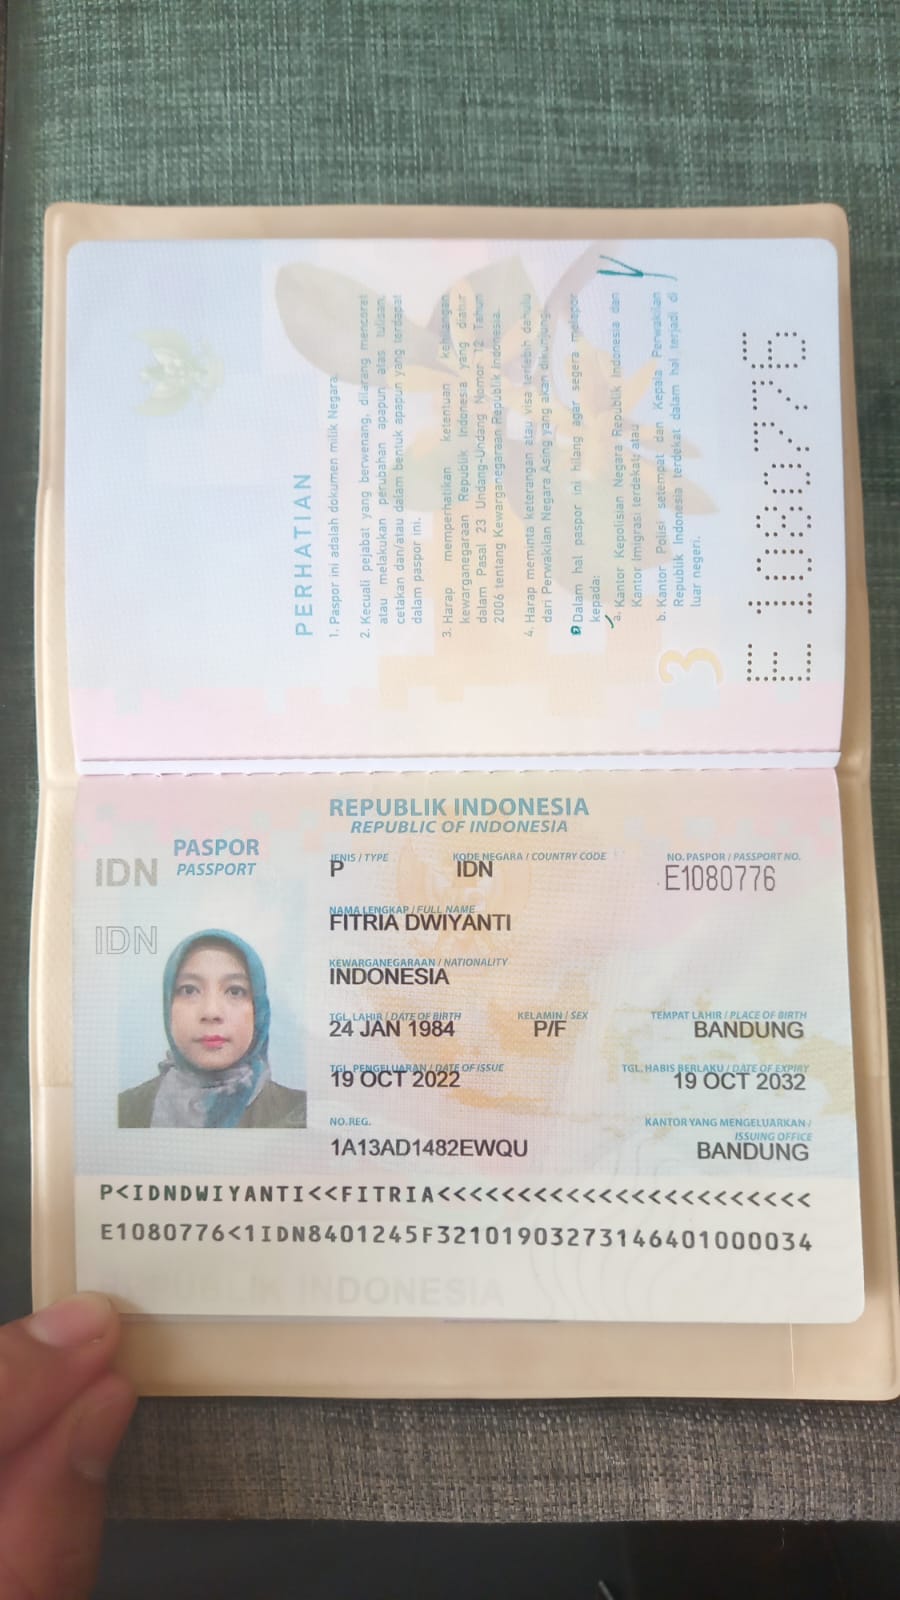 PERHATIAN
1. Paspor ini adalah dokumen milik Negara.
2. Kecuali pejabat yang berwenang, dilarang mencorat
atau melakukan perubahan apapun atas tulisan,
cetakan dan/atau dalam bentuk apapun yang terdapat
dalam paspor ini.
3. Harap memperhatikan ketentuan kehilangan
kewarganegaraan Republik Indonesia yang diatur
dalam Pasal 23 Undang-Undang Nomor 12 Tahun
2006 tentang Kewarganegaraan Republik Indonesia.
4. Harap meminta keterangan atau visa terlebih dahulu
dari Perwakilan Negara Asing yang akan dikunjungi.
Dalam hal paspor ini hilang agar segera melapor
kepada:
a. Kantor Kepolisian Negara Republik Indonesia dan
Kantor Imigrasi terdekat; atau
b. Kantor Polisi setempat dan Kepala Perwakilan
Republik Indonesia terdekat dalam hal terjadi di
luar negeri.
3
E1080776
REPUBLIK INDONESIA
REPUBLIC OF INDONESIA
PASPOR
PASSPORT
IDN
IDN
JENIS / TYPE
P
KODE NEGARA / COUNTRY CODE
IDN
NO. PASPOR / PASSPORT NO.
E1080776
NAMA LENGKAP / FULL NAME
FITRIA DWIYANTI
KEWARGANEGARAAN / NATIONALITY
INDONESIA
TGL. LAHIR / DATE OF BIRTH
24 JAN 1984
KELAMIN / SEX
P/F
TEMPAT LAHIR / PLACE OF BIRTH
BANDUNG
TGL. PENGELUARAN / DATE OF ISSUE
19 OCT 2022
TGL. HABIS BERLAKU / DATE OF EXPIRY
19 OCT 2032
NO. REG.
1A13AD1482EWQU
KANTOR YANG MENGELUARKAN /
ISSUING OFFICE
BANDUNG
P<IDNDWIYANTI<<FITRIA<<<<<<<<<<<<<<<<<<<<<<<
E1080776<1IDN8401245F32101903273146401000034
REPUBLIK INDONESIA